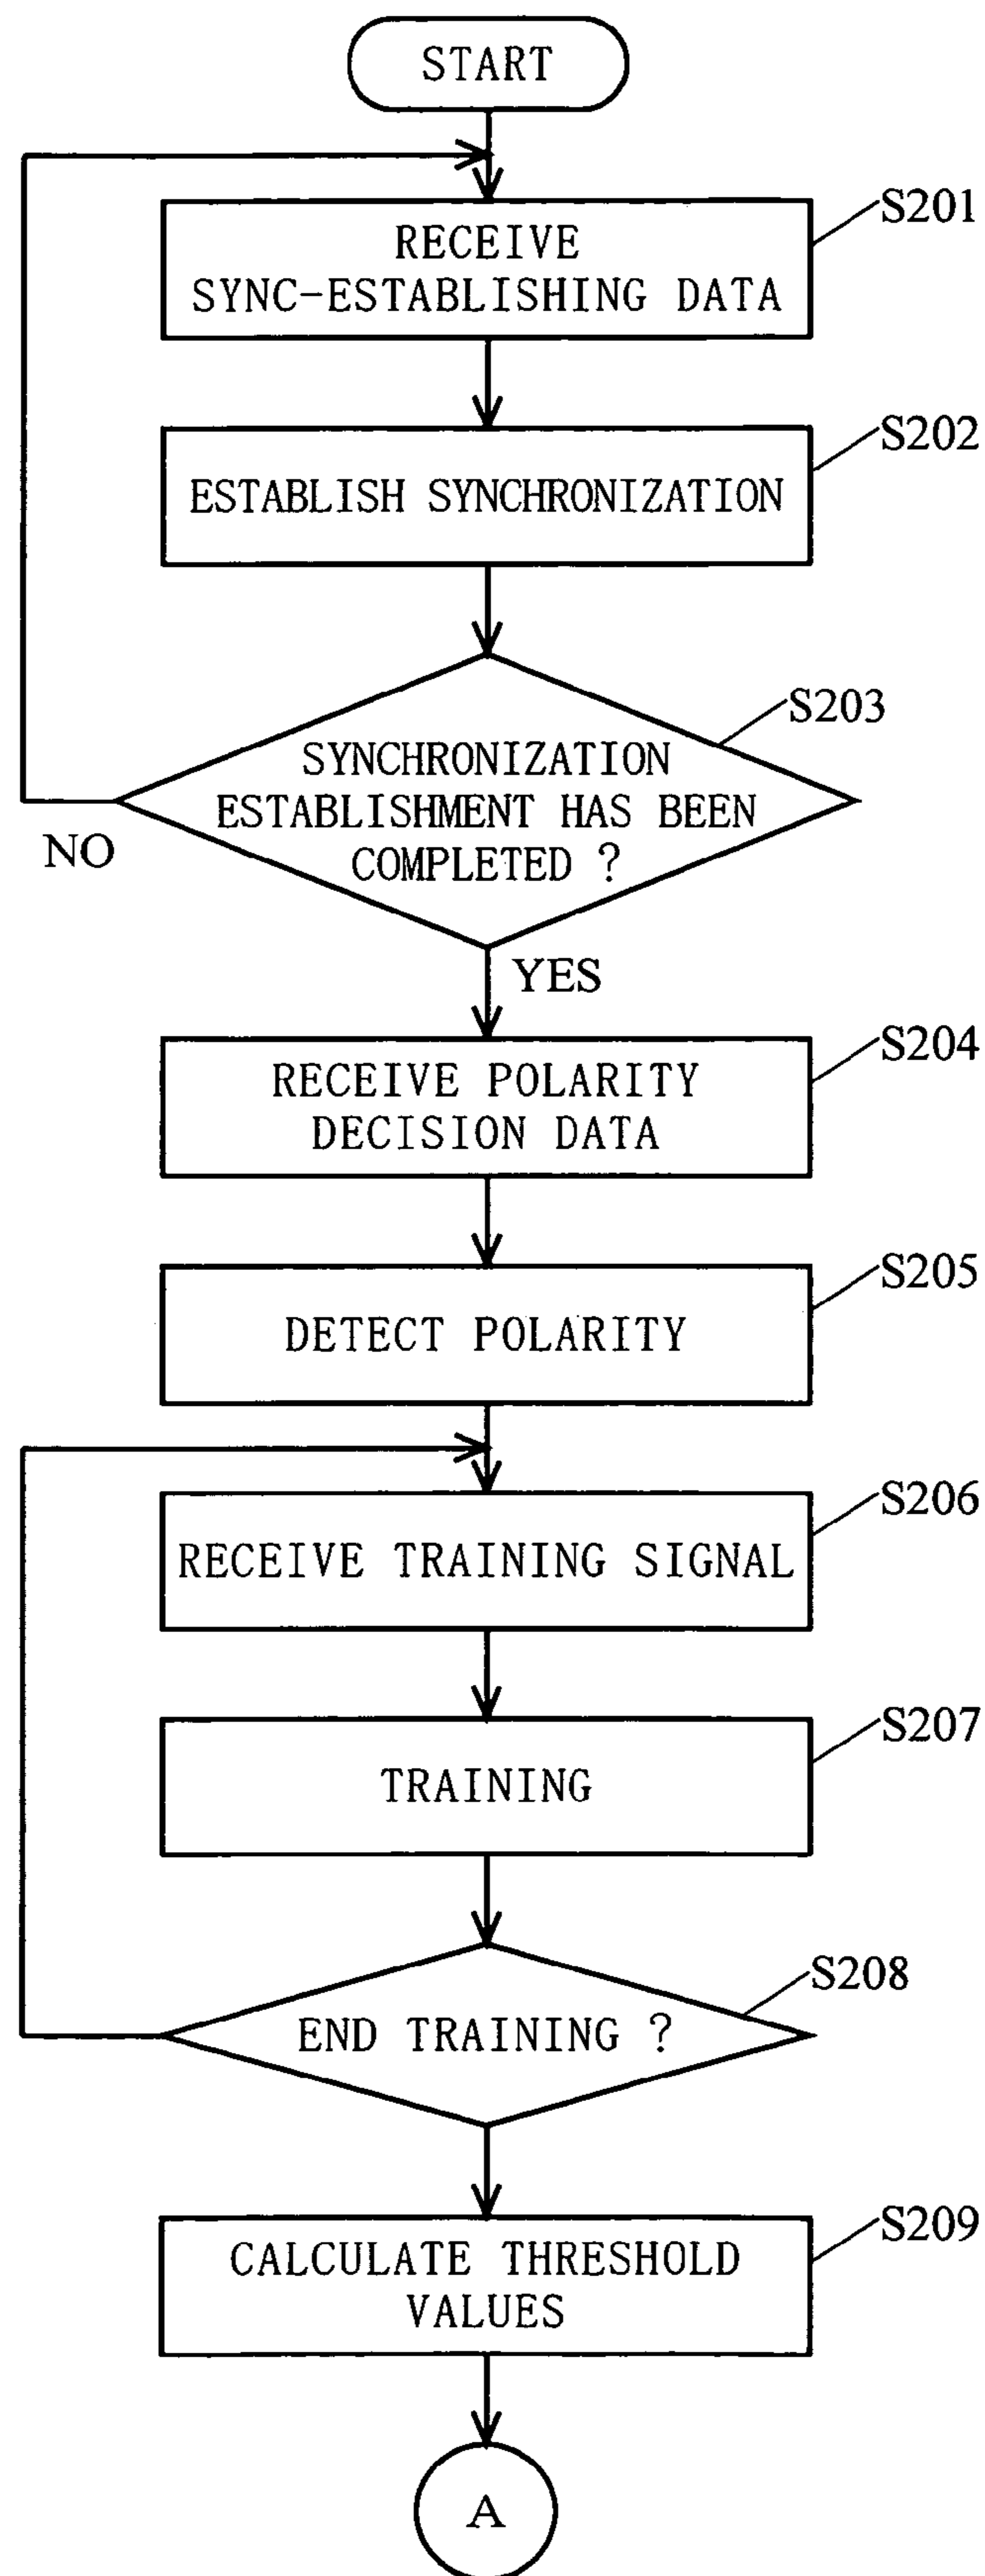 START
S201
RECEIVE
SYNC-ESTABLISHING DATA
S202
ESTABLISH SYNCHRONIZATION
S203
SYNCHRONIZATION
ESTABLISHMENT HAS BEEN
COMPLETED ?
NO
YES
S204
RECEIVE POLARITY
DECISION DATA
S205
DETECT POLARITY
S206
RECEIVE TRAINING SIGNAL
S207
TRAINING
S208
END TRAINING ?
S209
CALCULATE THRESHOLD
VALUES
A